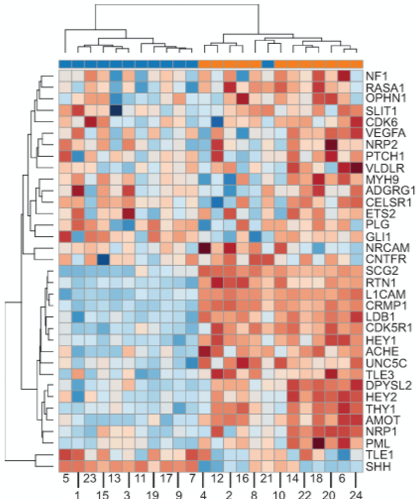 NF1
RASA1
OPHN1
SLIT1
CDK6
VEGFA
NRP2
PTCH1
VLDLR
MYH9
ADGRG1
CELSR1
ETS2
PLG
GLI1
NRCAM
CNTFR
SCG2
RTN1
L1CAM
CRMP1
LDB1
CDK5R1
HEY1
ACHE
UNC5C
TLE3
DPYSL2
HEY2
THY1
AMOT
NRP1
PML
TLE1
SHH
5 23 13 11 17 7 12 16 21 14 18 6
1 15 3 19 9 4 2 8 10 22 20 24